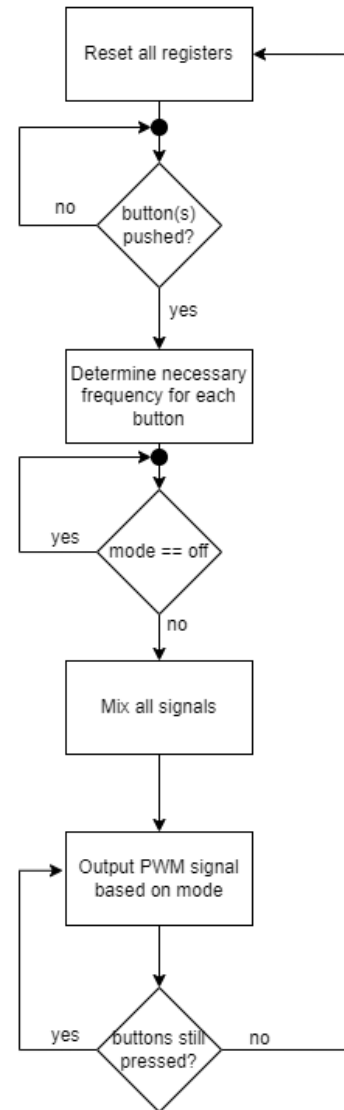 Reset all registers
button(s)
pushed?
no
yes
Determine necessary
frequency for each
button
mode == off
yes
no
Mix all signals
Output PWM signal
based on mode
buttons still
pressed?
yes
no